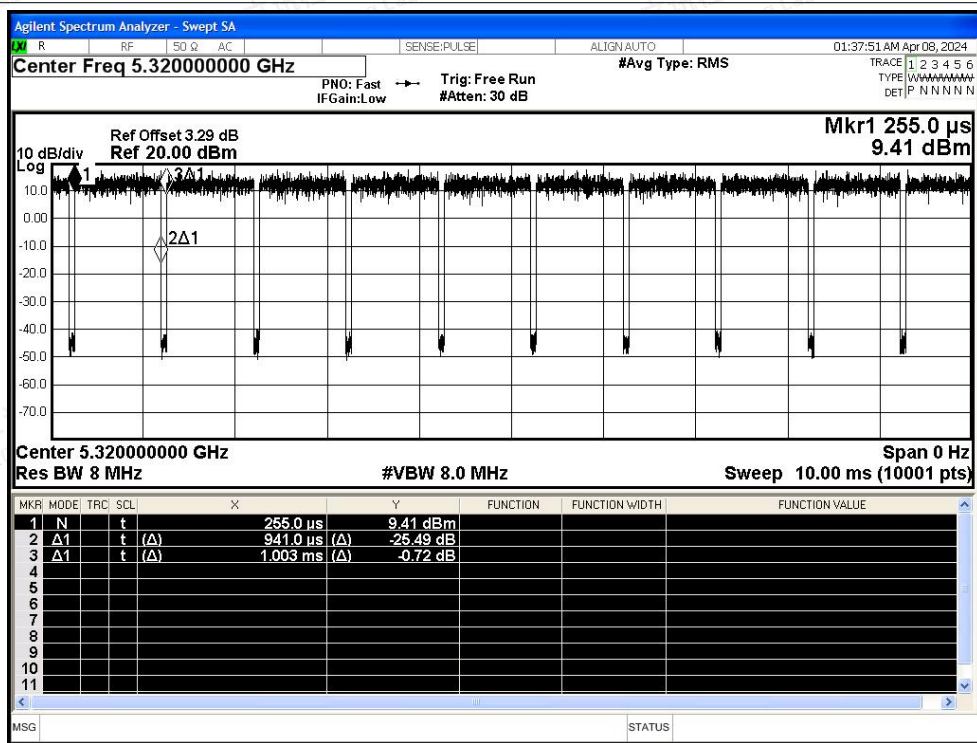 Agilent Spectrum Analyzer - Swept SA
LXI R RF 50 Ω AC SENSE:PULSE ALIGN AUTO 01:37:51 AM Apr 08, 2024
Center Freq 5.320000000 GHz #Avg Type: RMS TRACE 1 2 3 4 5 6
PNO: Fast Trig: Free Run TYPE WWWWWW
IFGain:Low #Atten: 30 dB DET P N N N N N
Mkr1 255.0 µs
Ref Offset 3.29 dB
10 dB/div Ref 20.00 dBm 9.41 dBm
Log
1 3Δ1
10.0
0.00
2Δ1
-10.0
-20.0
-30.0
-40.0
-50.0
-60.0
-70.0
Center 5.320000000 GHz Span 0 Hz
Res BW 8 MHz #VBW 8.0 MHz Sweep 10.00 ms (10001 pts)
MKR MODE TRC SCL X Y FUNCTION FUNCTION WIDTH FUNCTION VALUE
1 N t 255.0 µs 9.41 dBm
2 Δ1 t (Δ) 941.0 µs (Δ) -25.49 dB
3 Δ1 t (Δ) 1.003 ms (Δ) -0.72 dB
4
5
6
7
8
9
10
11
MSG STATUS